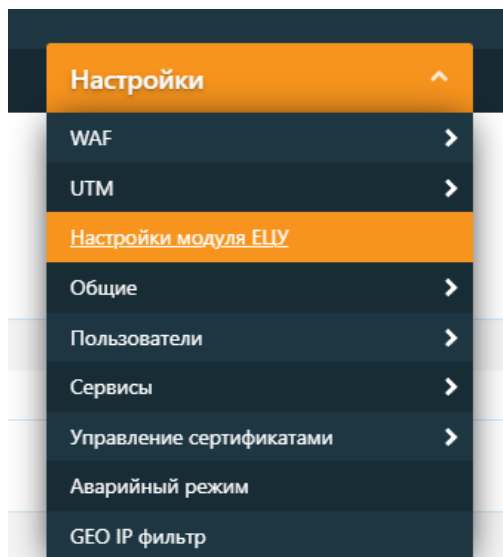 Настройки
WAF
UTM
Настройки модуля ЕЦУ
Общие
Пользователи
Сервисы
Управление сертификатами
Аварийный режим
GEO IP фильтр